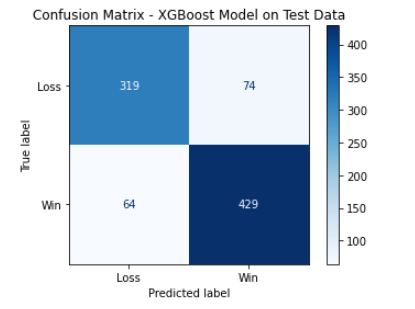 Confusion Matrix - XGBoost Model on Test Data
True label
Loss
319
74
Win
64
429
Loss
Win
Predicted label
400
350
300
250
200
150
100